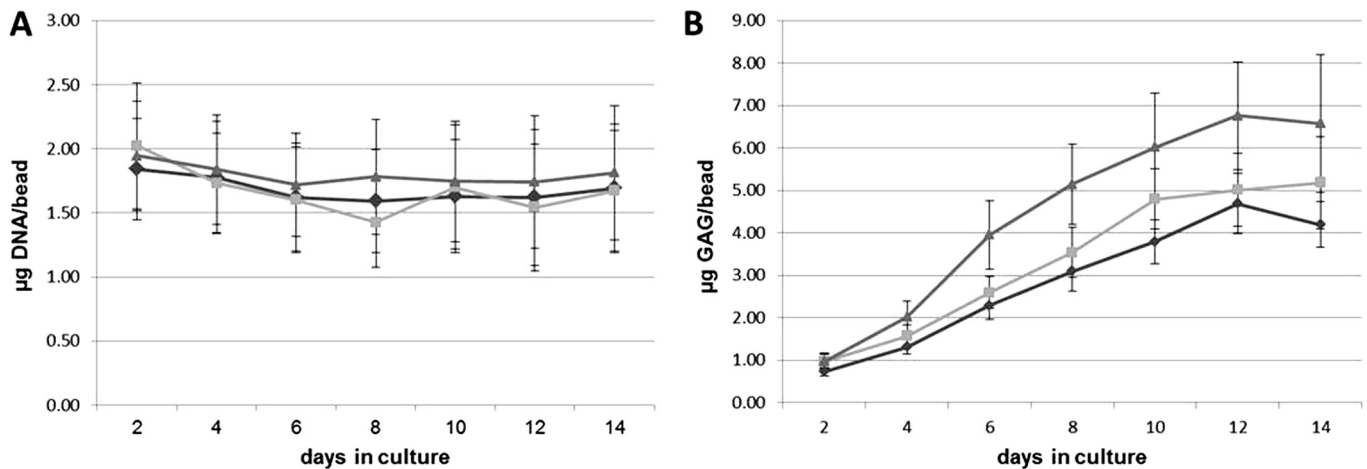 A
3.00
2.50
2.00
1.50
1.00
0.50
0.00
µg DNA/bead
2 4 6 8 10 12 14
days in culture
B
9.00
8.00
7.00
6.00
5.00
4.00
3.00
2.00
1.00
0.00
µg GAG/bead
2 4 6 8 10 12 14
days in culture